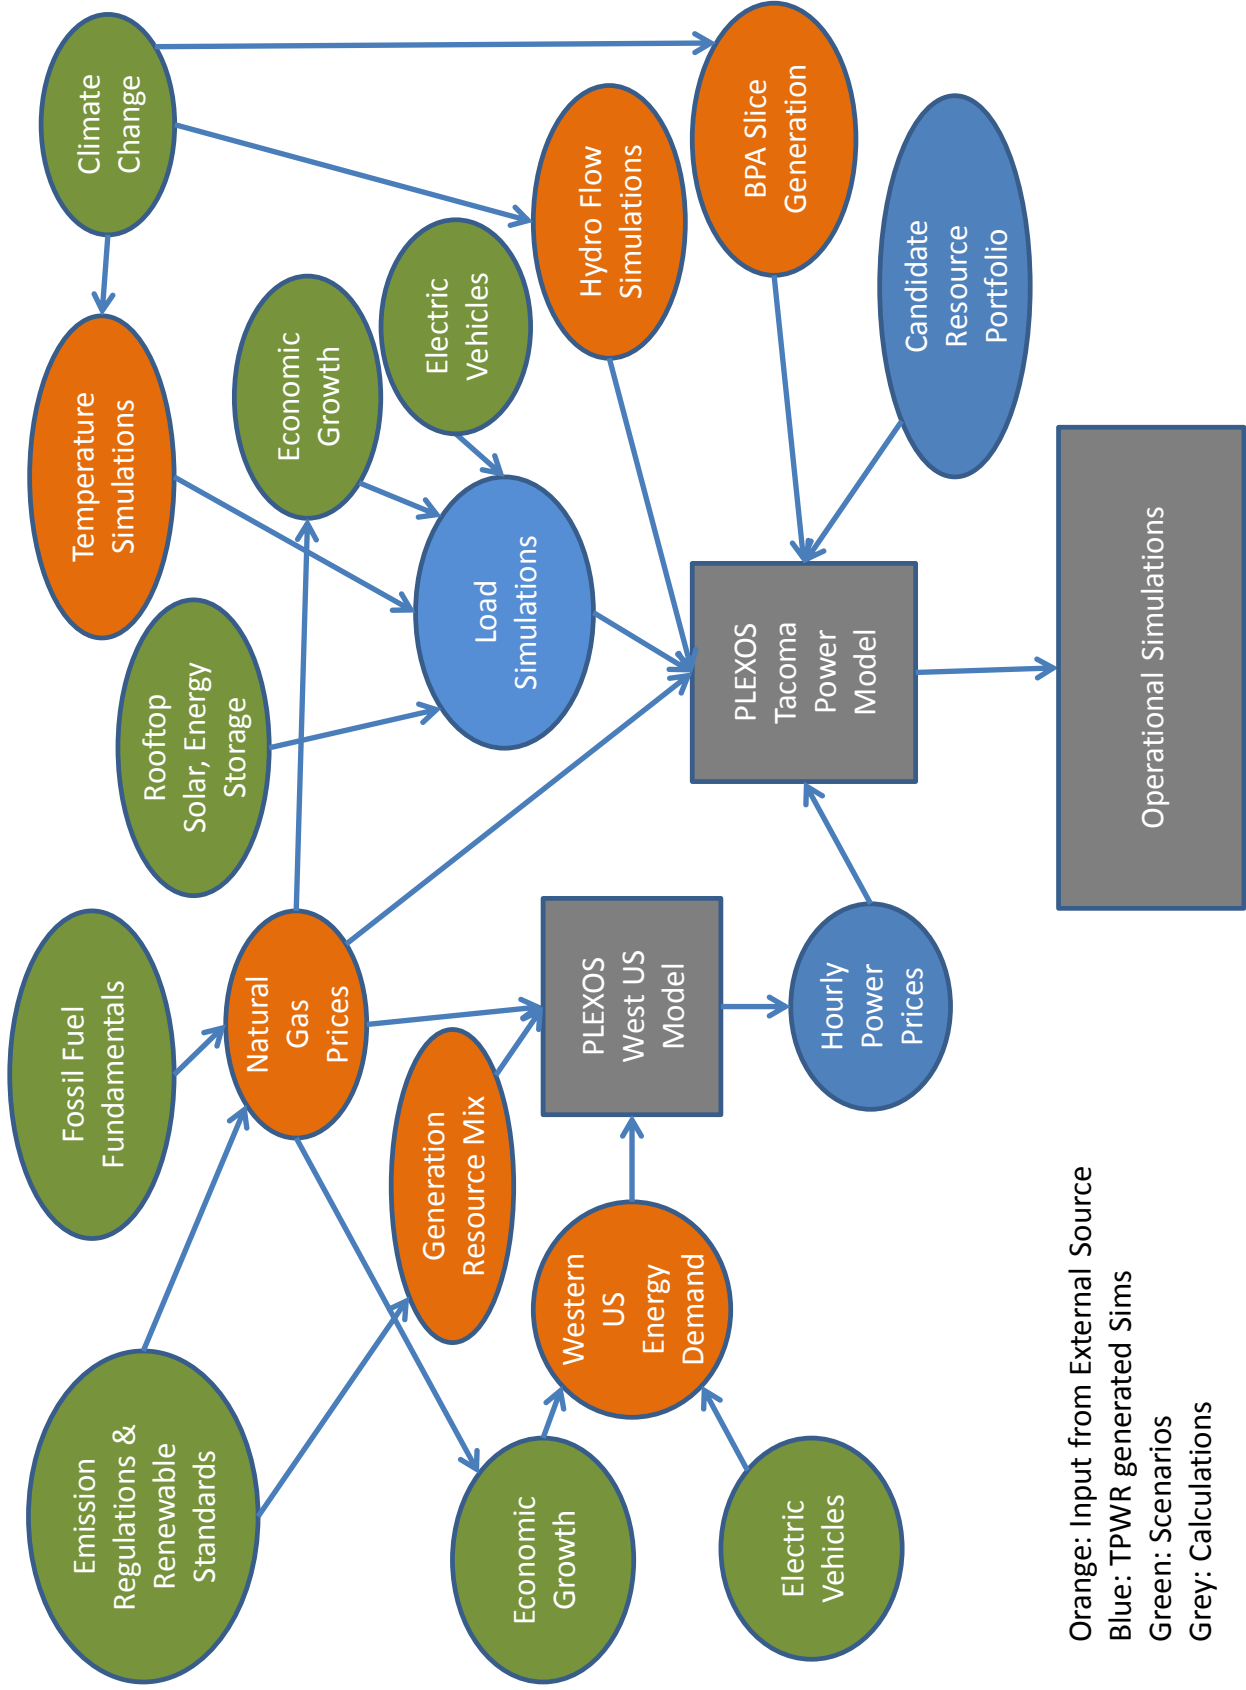 Emission
Regulations &
Renewable
Standards
Fossil Fuel
Fundamentals
Rooftop
Solar, Energy
Storage
Temperature
Simulations
Climate
Change
Natural
Gas
Prices
Economic
Growth
Electric
Vehicles
Generation
Resource Mix
Load
Simulations
Hydro Flow
Simulations
Economic
Growth
Western
US
Energy
Demand
PLEXOS
West US
Model
PLEXOS
Tacoma
Power
Model
BPA Slice
Generation
Electric
Vehicles
Hourly
Power
Prices
Candidate
Resource
Portfolio
Operational Simulations
Orange: Input from External Source
Blue: TPWR generated Sims
Green: Scenarios
Grey: Calculations